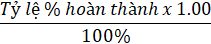 Tỷ lệ % hoàn thành x 1.00
100%